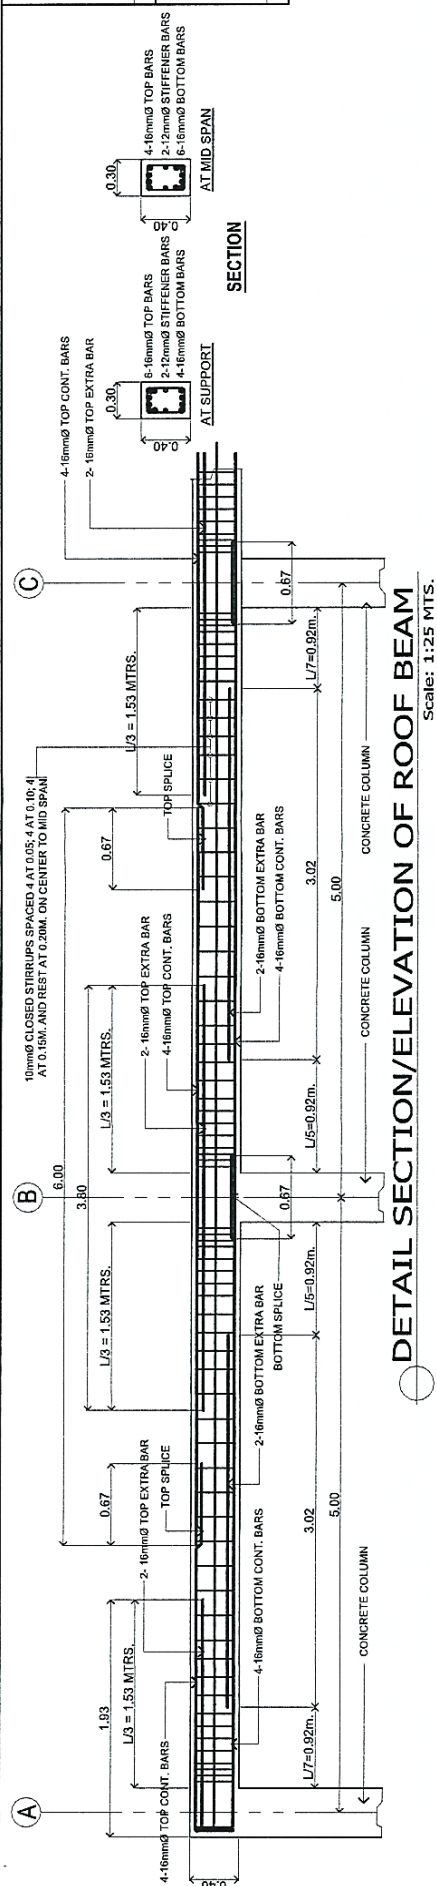 10mmØ CLOSED STIRRUPS SPACED 4 AT 0.05; 4 AT 0.10; 4
AT 0.15M. AND REST AT 0.20M. ON CENTER TO MID SPAN
A
B
C
6.00
3.80
1.93
L/3 = 1.53 MTRS.
0.67
L/3 = 1.53 MTRS.
L/3 = 1.53 MTRS.
0.67
L/3 = 1.53 MTRS.
4-16mmØ TOP CONT. BARS
2- 16mmØ TOP EXTRA BAR
TOP SPLICE
2- 16mmØ TOP EXTRA BAR
4-16mmØ TOP CONT. BARS
TOP SPLICE
4-16mmØ TOP CONT. BARS
2- 16mmØ TOP EXTRA BAR
0.40
4-16mmØ BOTTOM CONT. BARS
2-16mmØ BOTTOM EXTRA BAR
BOTTOM SPLICE
0.67
2-16mmØ BOTTOM EXTRA BAR
4-16mmØ BOTTOM CONT. BARS
0.67
L/7=0.92m.
3.02
L/5=0.92m.
L/5=0.92m.
3.02
L/7=0.92m.
5.00
5.00
CONCRETE COLUMN
CONCRETE COLUMN
CONCRETE COLUMN
0.30
0.40
6-16mmØ TOP BARS
2-12mmØ STIFFENER BARS
4-16mmØ BOTTOM BARS
AT SUPPORT
0.30
0.40
4-16mmØ TOP BARS
2-12mmØ STIFFENER BARS
6-16mmØ BOTTOM BARS
AT MID SPAN
SECTION
DETAIL SECTION/ELEVATION OF ROOF BEAM
Scale: 1:25 MTS.